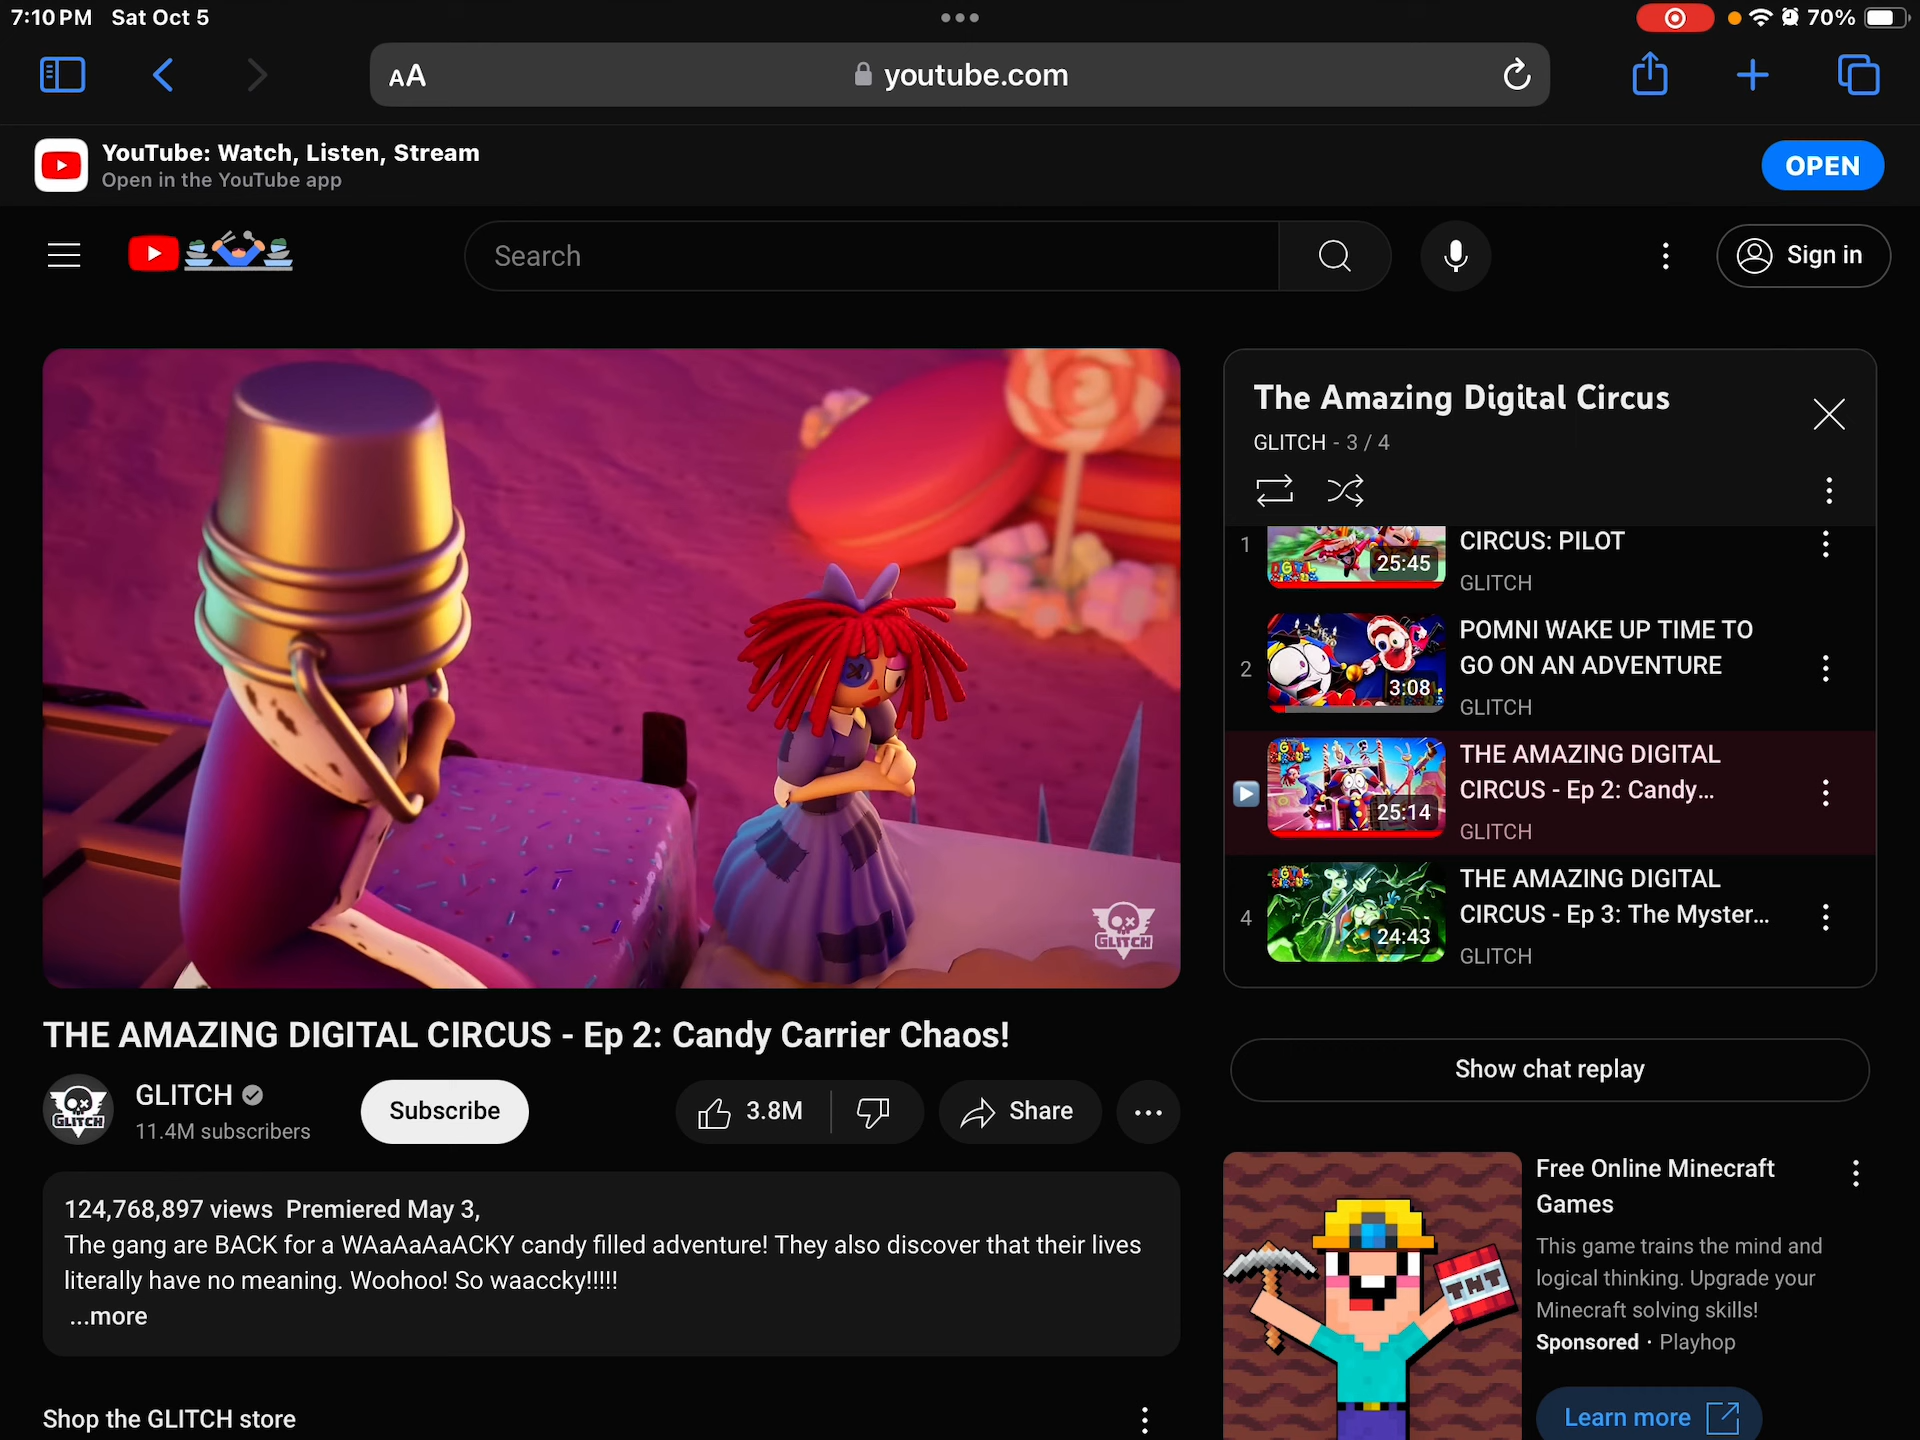 7:10 PM Sat Oct 5
70%
AA
youtube.com
YouTube: Watch, Listen, Stream
Open in the YouTube app
OPEN
Search
Sign in
GLITCH
The Amazing Digital Circus
GLITCH - 3 / 4
1
25:45
CIRCUS: PILOT
GLITCH
2
3:08
POMNI WAKE UP TIME TO
GO ON AN ADVENTURE
GLITCH
25:14
THE AMAZING DIGITAL
CIRCUS - Ep 2: Candy...
GLITCH
4
24:43
THE AMAZING DIGITAL
CIRCUS - Ep 3: The Myster...
GLITCH
THE AMAZING DIGITAL CIRCUS - Ep 2: Candy Carrier Chaos!
GLITCH
GLITCH
11.4M subscribers
Subscribe
3.8M
Share
124,768,897 views Premiered May 3,
The gang are BACK for a WAaAaAaACKY candy filled adventure! They also discover that their lives
literally have no meaning. Woohoo! So waaccky!!!!!
...more
Shop the GLITCH store
Show chat replay
TNT
Free Online Minecraft
Games
This game trains the mind and
logical thinking. Upgrade your
Minecraft solving skills!
Sponsored · Playhop
Learn more